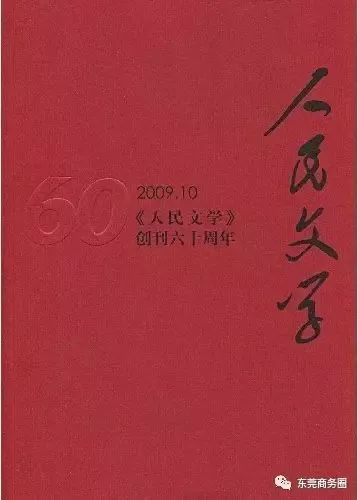 人民文学
60
2009.10
《人民文学》
创刊六十周年
东莞商务圈